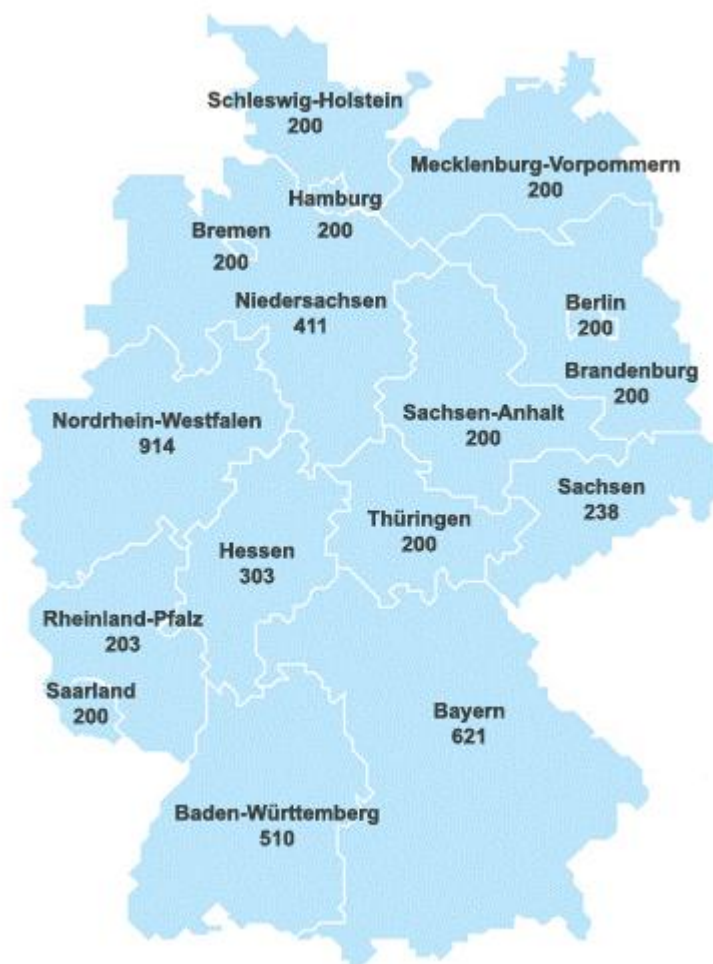 Schleswig-Holstein
200
Mecklenburg-Vorpommern
200
Hamburg
200
Bremen
200
Niedersachsen
411
Berlin
200
Brandenburg
200
Nordrhein-Westfalen
914
Sachsen-Anhalt
200
Sachsen
238
Thüringen
200
Hessen
303
Rheinland-Pfalz
203
Saarland
200
Bayern
621
Baden-Württemberg
510